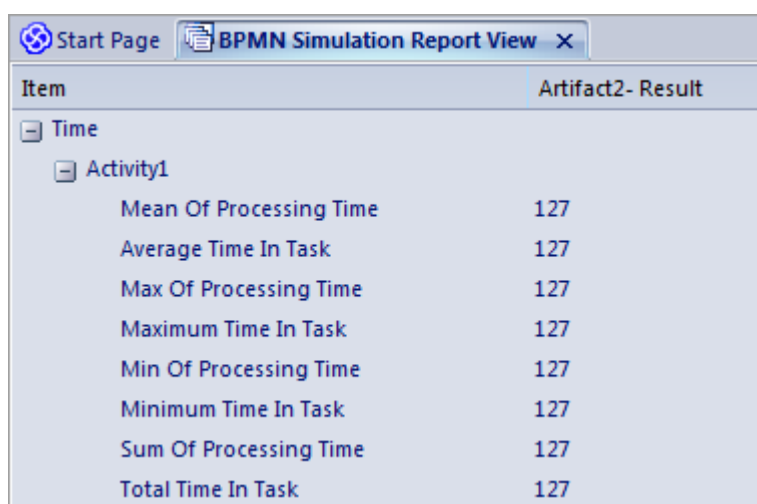 Start Page BPMN Simulation Report View X
Item Artifact2- Result
Time
Activity1
Mean Of Processing Time 127
Average Time In Task 127
Max Of Processing Time 127
Maximum Time In Task 127
Min Of Processing Time 127
Minimum Time In Task 127
Sum Of Processing Time 127
Total Time In Task 127